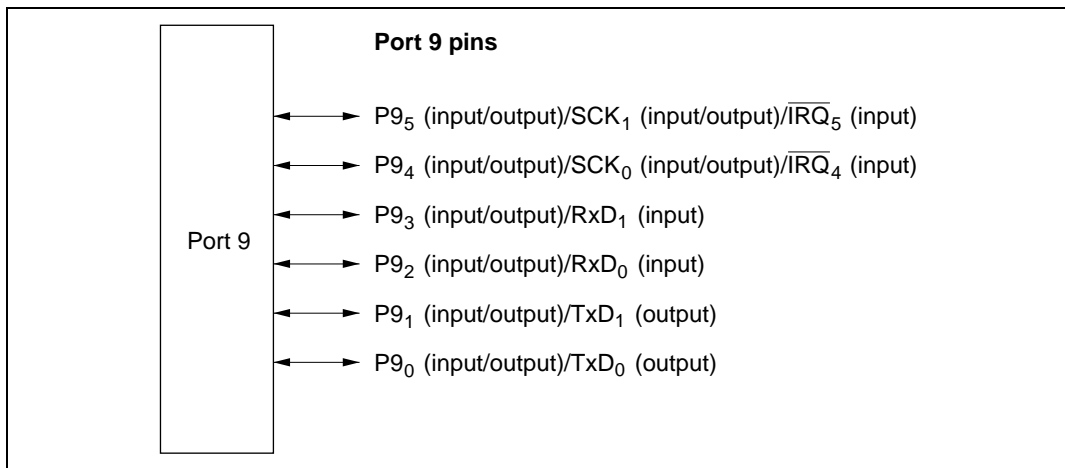 Port 9 pins
P9₅ (input/output)/SCK₁ (input/output)/I̅R̅Q̅₅ (input)
P9₄ (input/output)/SCK₀ (input/output)/I̅R̅Q̅₄ (input)
P9₃ (input/output)/RxD₁ (input)
Port 9
P9₂ (input/output)/RxD₀ (input)
P9₁ (input/output)/TxD₁ (output)
P9₀ (input/output)/TxD₀ (output)